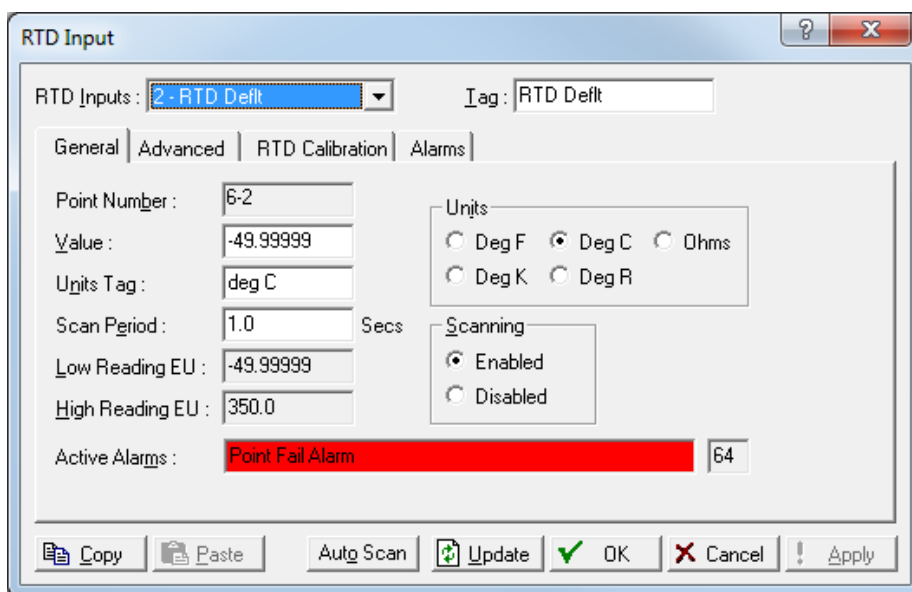 RTD Input
RTD Inputs : 2 - RTD Deflt Tag : RTD Deflt
General Advanced RTD Calibration Alarms
Point Number : 6-2
Value : -49.99999
Units Tag : deg C
Scan Period : 1.0 Secs
Low Reading EU : -49.99999
High Reading EU : 350.0
Units
Deg F Deg C Ohms
Deg K Deg R
Scanning
Enabled
Disabled
Active Alarms : Point Fail Alarm 64
Copy Paste Auto Scan Update OK Cancel Apply